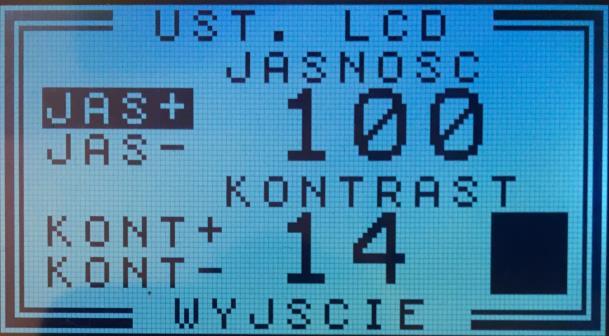 UST. LCD
JASNOSC
JAS+ 100
JAS-
KONTRAST
KONT+ 14
KONT-
WYJSCIE